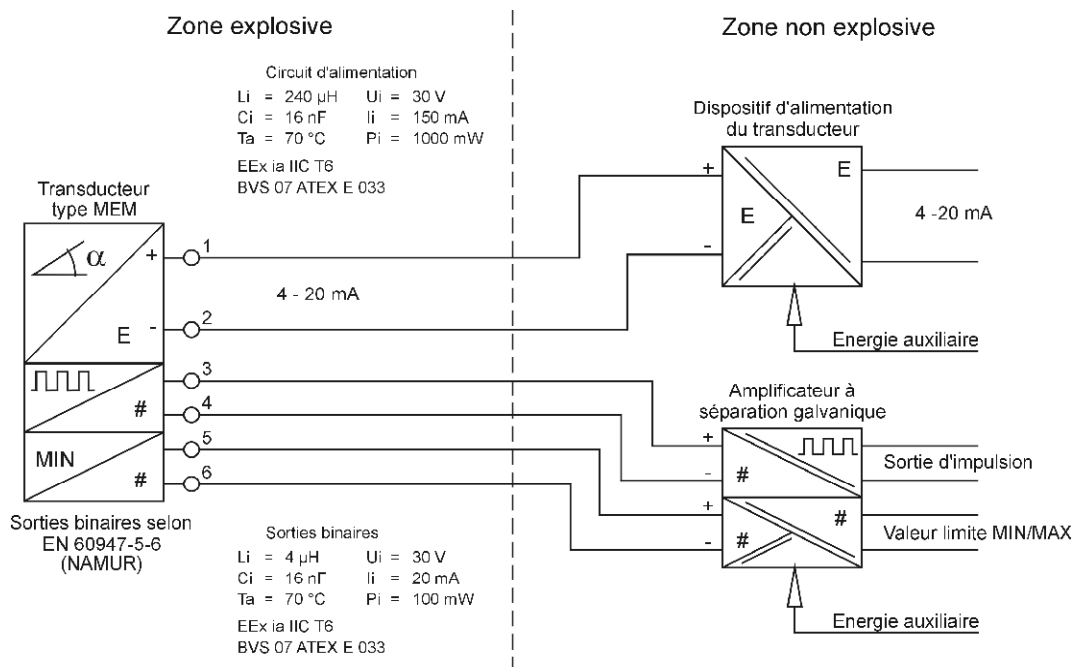 Zone explosive
Zone non explosive
Circuit d'alimentation
Li = 240 µH Ui = 30 V
Ci = 16 nF Ii = 150 mA
Ta = 70 °C Pi = 1000 mW
EEx ia IIC T6
BVS 07 ATEX E 033
Dispositif d'alimentation
du transducteur
+
-
E
E
4 -20 mA
Energie auxiliaire
Transducteur
type MEM
α
+
-
E
1
2
4 - 20 mA
3
4
#
MIN
#
5
6
Sorties binaires selon
EN 60947-5-6
(NAMUR)
Amplificateur à
séparation galvanique
+
-
#
Sortie d'impulsion
+
-
#
#
Valeur limite MIN/MAX
Energie auxiliaire
Sorties binaires
Li = 4 µH Ui = 30 V
Ci = 16 nF Ii = 20 mA
Ta = 70 °C Pi = 100 mW
EEx ia IIC T6
BVS 07 ATEX E 033